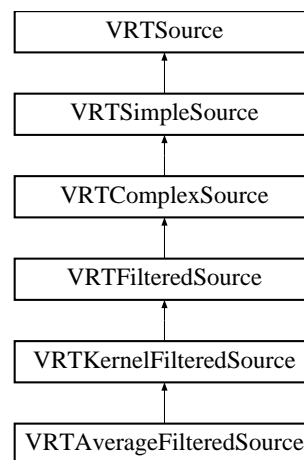 VRTSource
VRTSimpleSource
VRTComplexSource
VRTFilteredSource
VRTKernelFilteredSource
VRTAverageFilteredSource